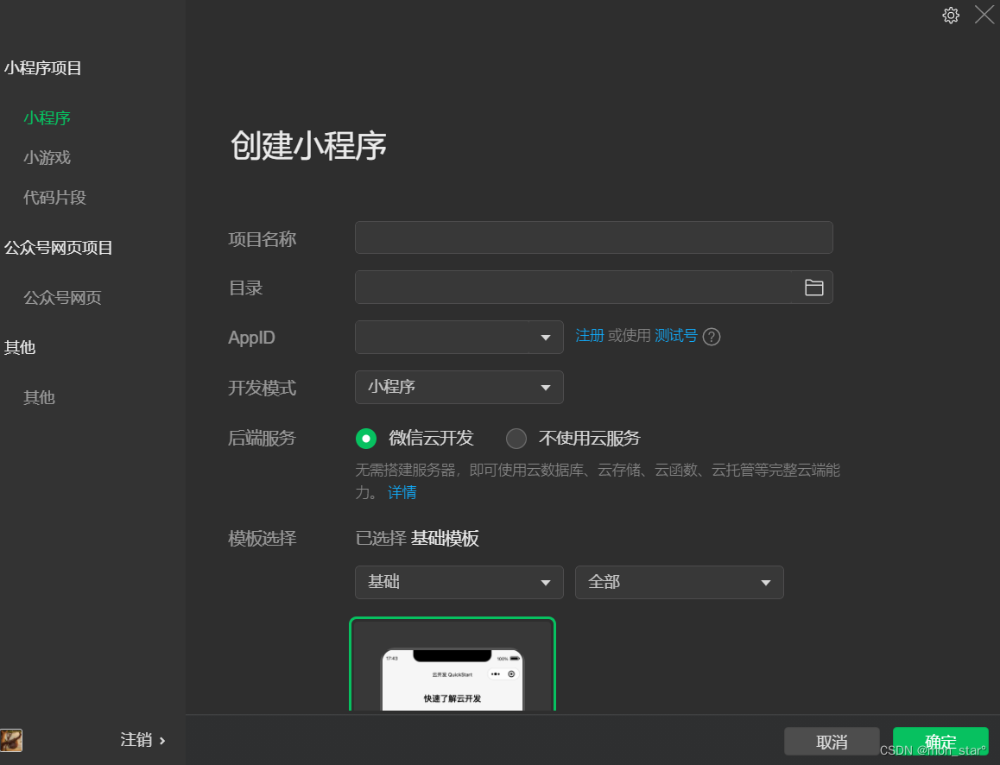 小程序项目
小程序
小游戏
代码片段
公众号网页项目
公众号网页
其他
其他
注销
创建小程序
项目名称
目录
AppID
注册 或使用 测试号 ?
开发模式
小程序
后端服务
微信云开发
不使用云服务
无需搭建服务器，即可使用云数据库、云存储、云函数、云托管等完整云端能
力。 详情
模板选择
已选择 基础模板
基础
全部
17:43
100%
云开发 QuickStart
快速了解云开发
取消
确定
CSDN @mon_star°